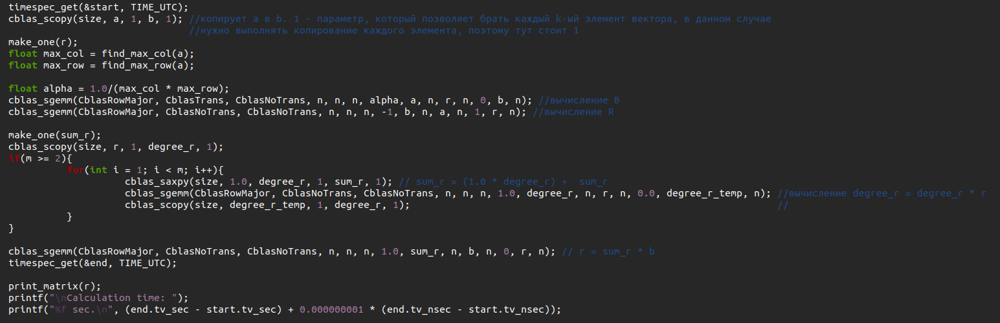 timespec_get(&start, TIME_UTC);
cblas_scopy(size, a, 1, b, 1); //копирует a в b. 1 - параметр, который позволяет брать каждый k-ый элемент вектора, в данном случае
//нужно выполнять копирование каждого элемента, поэтому тут стоит 1
make_one(r);
float max_col = find_max_col(a);
float max_row = find_max_row(a);
float alpha = 1.0/(max_col * max_row);
cblas_sgemm(CblasRowMajor, CblasTrans, CblasNoTrans, n, n, n, alpha, a, n, r, n, 0, b, n); //вычисление B
cblas_sgemm(CblasRowMajor, CblasNoTrans, CblasNoTrans, n, n, n, -1, b, n, a, n, 1, r, n); //вычисление R
make_one(sum_r);
cblas_scopy(size, r, 1, degree_r, 1);
if(m >= 2){
for(int i = 1; i < m; i++){
cblas_saxpy(size, 1.0, degree_r, 1, sum_r, 1); // sum_r = (1.0 * degree_r) +  sum_r
cblas_sgemm(CblasRowMajor, CblasNoTrans, CblasNoTrans, n, n, n, 1.0, degree_r, n, r, n, 0.0, degree_r_temp, n); //вычисление degree_r = degree_r * r
cblas_scopy(size, degree_r_temp, 1, degree_r, 1); //
}
}
cblas_sgemm(CblasRowMajor, CblasNoTrans, CblasNoTrans, n, n, n, 1.0, sum_r, n, b, n, 0, r, n); // r = sum_r * b
timespec_get(&end, TIME_UTC);
print_matrix(r);
printf("\nCalculation time: ");
printf("%f sec.\n", (end.tv_sec - start.tv_sec) + 0.000000001 * (end.tv_nsec - start.tv_nsec));